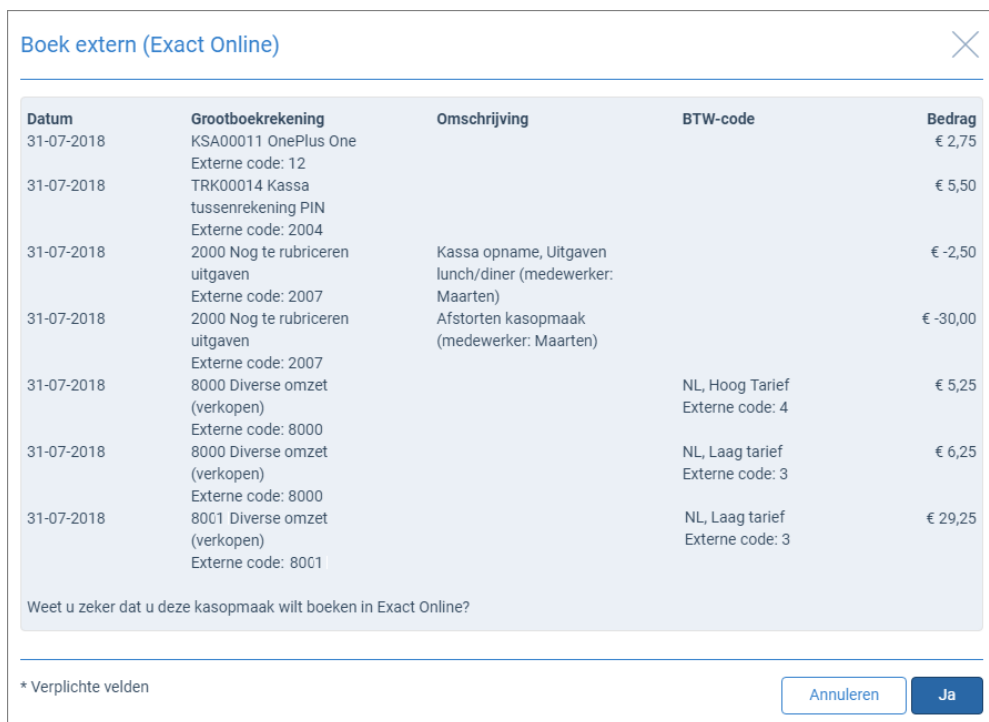 Boek extern (Exact Online)
Datum Grootboekrekening Omschrijving BTW-code Bedrag
31-07-2018 KSA00011 OnePlus One € 2,75
Externe code: 12
31-07-2018 TRK00014 Kassa € 5,50
tussenrekening PIN
Externe code: 2004
31-07-2018 2000 Nog te rubriceren Kassa opname, Uitgaven € -2,50
uitgaven lunch/diner (medewerker:
Externe code: 2007 Maarten)
31-07-2018 2000 Nog te rubriceren Afstorten kasopmaak € -30,00
uitgaven (medewerker: Maarten)
Externe code: 2007
31-07-2018 8000 Diverse omzet NL, Hoog Tarief € 5,25
(verkopen) Externe code: 4
Externe code: 8000
31-07-2018 8000 Diverse omzet NL, Laag tarief € 6,25
(verkopen) Externe code: 3
Externe code: 8000
31-07-2018 8001 Diverse omzet NL, Laag tarief € 29,25
(verkopen) Externe code: 3
Externe code: 8001
Weet u zeker dat u deze kasopmaak wilt boeken in Exact Online?
* Verplichte velden
Annuleren Ja